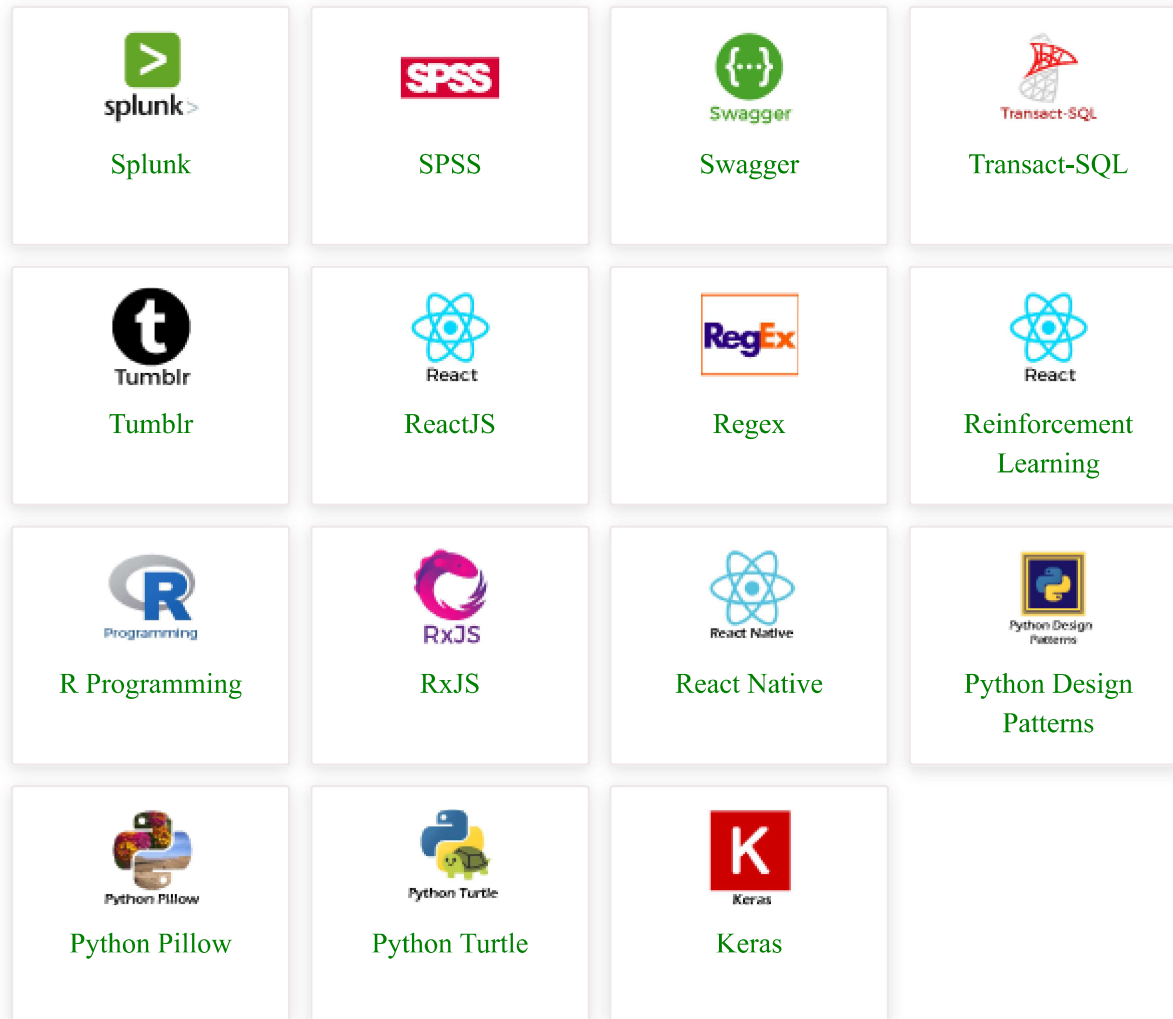 splunk>
Splunk
SPSS
SPSS
{···}
Swagger
Swagger
Transact-SQL
Transact-SQL
t
Tumblr
Tumblr
React
ReactJS
RegEx
Regex
React
Reinforcement
Learning
R
Programming
R Programming
RxJS
RxJS
React Native
React Native
Python Design
Patterns
Python Design
Patterns
Python Pillow
Python Pillow
Python Turtle
Python Turtle
K
Keras
Keras